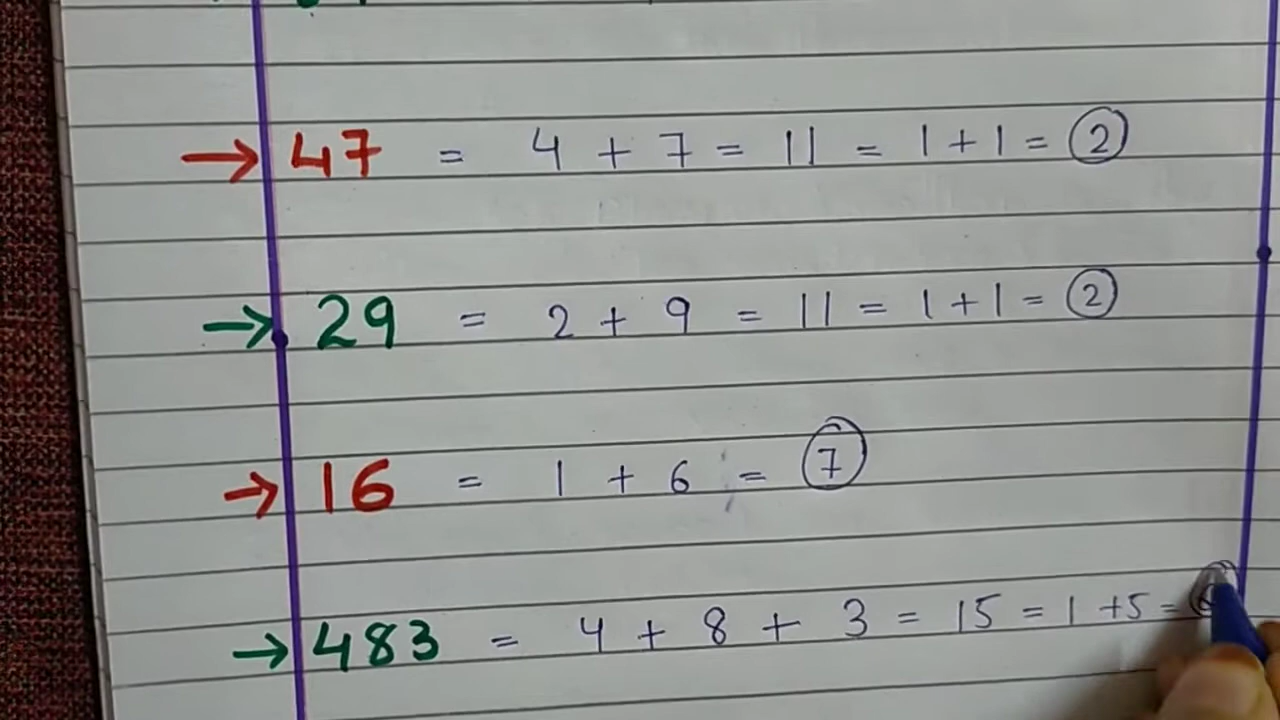 → 47 = 4 + 7 = 11 = 1 + 1 = 2
→ 29 = 2 + 9 = 11 = 1 + 1 = 2
→ 16 = 1 + 6 = 7
→ 483 = 4 + 8 + 3 = 15 = 1 + 5 =